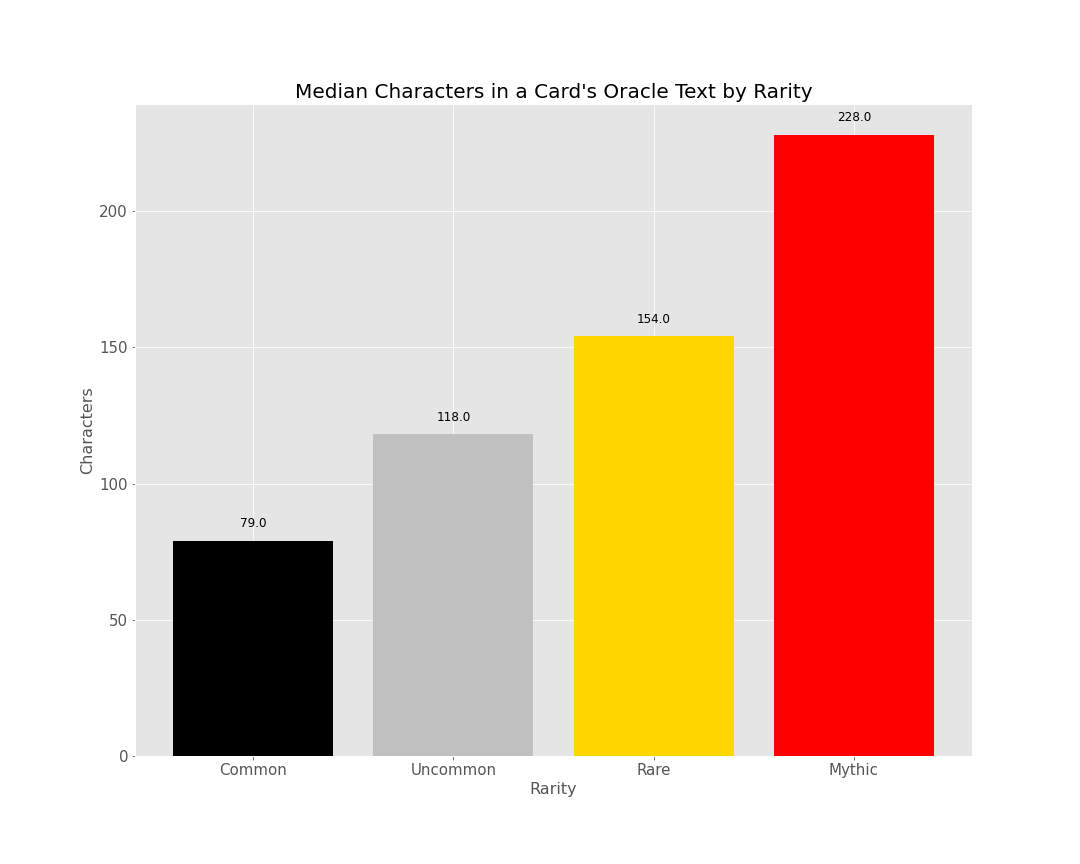 Median Characters in a Card's Oracle Text by Rarity
228.0
200
154.0
150
118.0
Characters
100
79.0
50
0
Common Uncommon Rare Mythic
Rarity